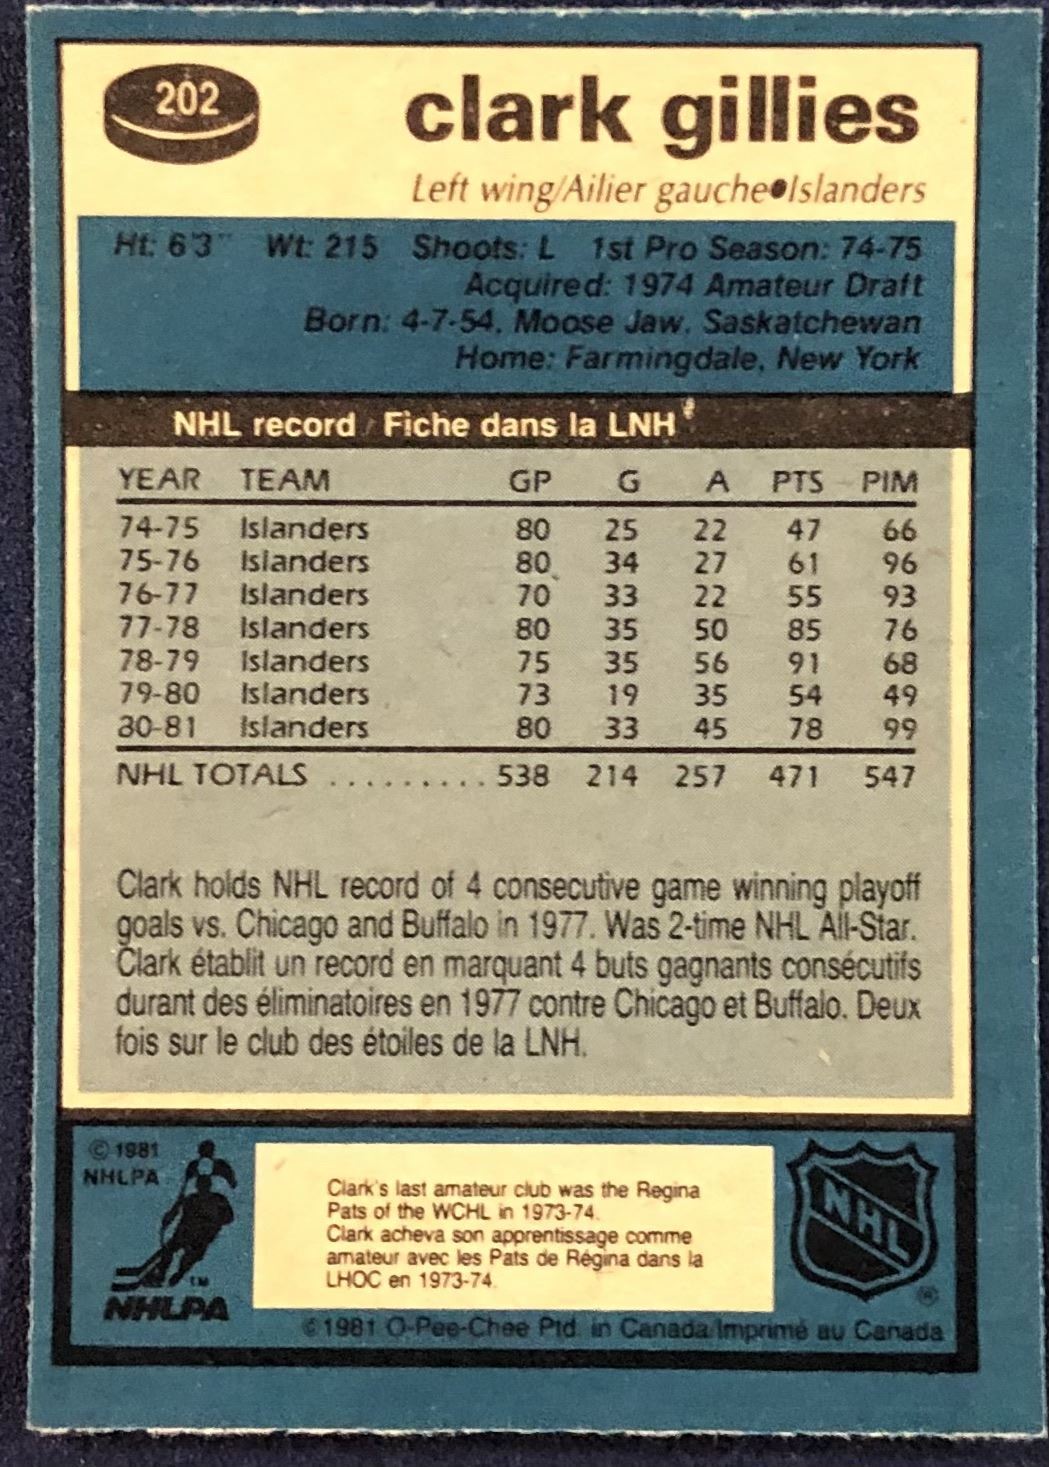 202
clark gillies
Left wing/Ailier gauche●Islanders
Ht: 6'3" Wt: 215 Shoots: L 1st Pro Season: 74-75
Acquired: 1974 Amateur Draft
Born: 4-7-54, Moose Jaw, Saskatchewan
Home: Farmingdale, New York
NHL record / Fiche dans la LNH
YEAR TEAM GP G A PTS PIM
74-75 Islanders 80 25 22 47 66
75-76 Islanders 80 34 27 61 96
76-77 Islanders 70 33 22 55 93
77-78 Islanders 80 35 50 85 76
78-79 Islanders 75 35 56 91 68
79-80 Islanders 73 19 35 54 49
80-81 Islanders 80 33 45 78 99
NHL TOTALS ......... 538 214 257 471 547
Clark holds NHL record of 4 consecutive game winning playoff
goals vs. Chicago and Buffalo in 1977. Was 2-time NHL All-Star.
Clark établit un record en marquant 4 buts gagnants consécutifs
durant des éliminatoires en 1977 contre Chicago et Buffalo. Deux
fois sur le club des étoiles de la LNH.
© 1981
NHLPA
TM
NHLPA
Clark's last amateur club was the Regina
Pats of the WCHL in 1973-74.
Clark acheva son apprentissage comme
amateur avec les Pats de Régina dans la
LHOC en 1973-74.
NHL
®
© 1981 O-Pee-Chee Ptd. in Canada/Imprimé au Canada